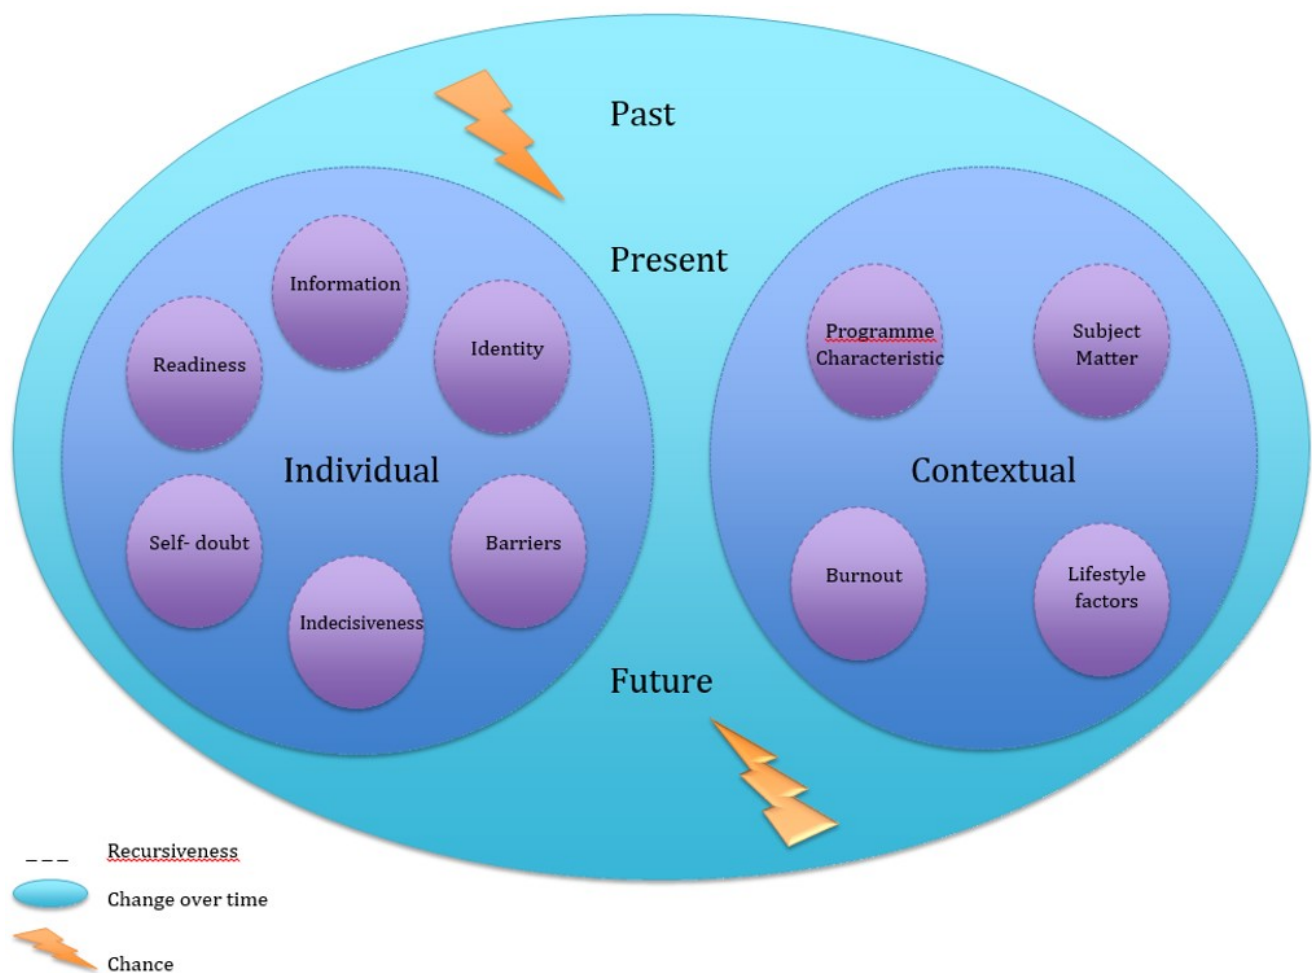 Past
Present
Information
Identity
Readiness
Individual
Self- doubt
Barriers
Indecisiveness
Programme
Characteristic
Subject
Matter
Contextual
Burnout
Lifestyle
factors
Future
Recursiveness
Change over time
Chance